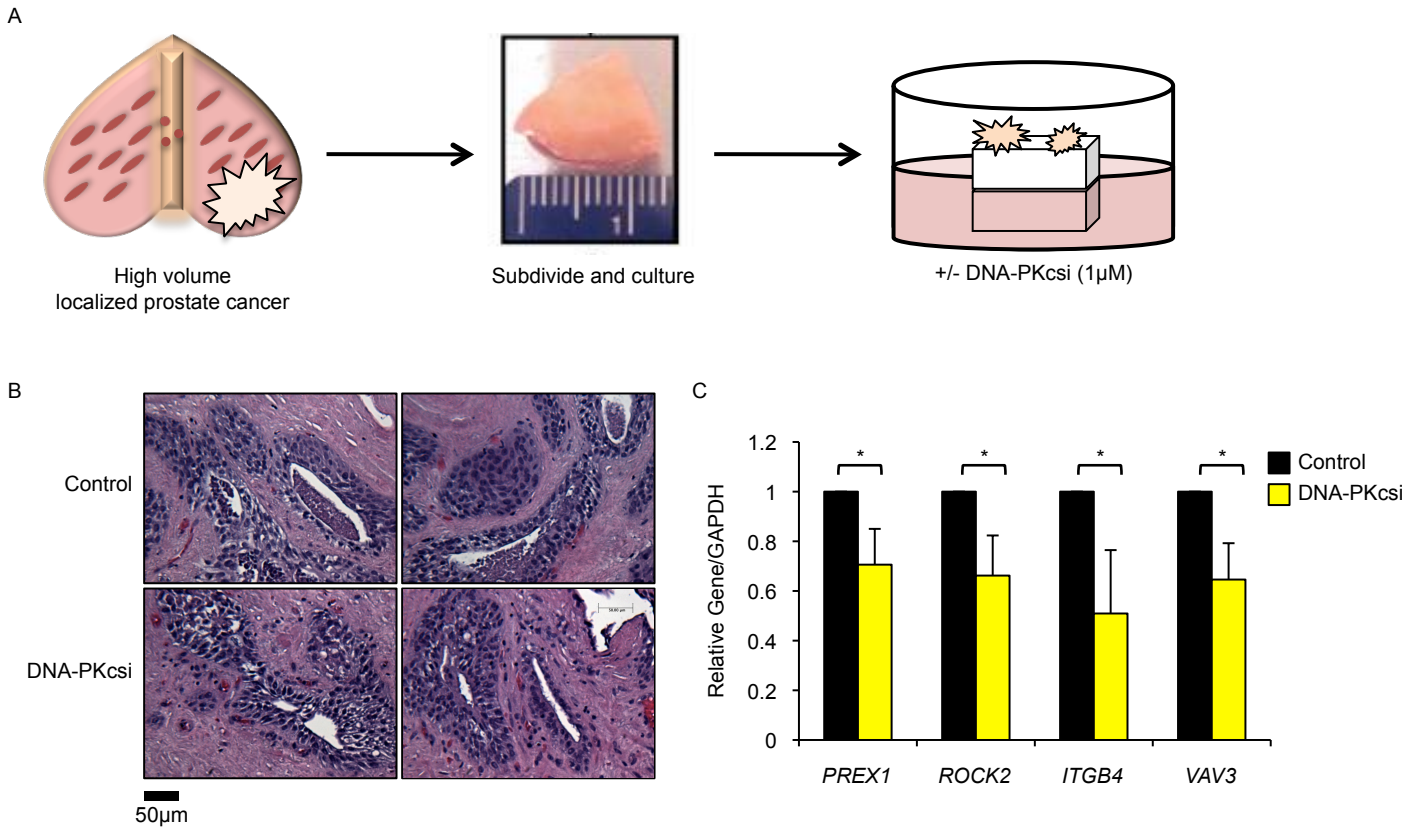 A
1
High volume
localized prostate cancer
Subdivide and culture
+/- DNA-PKcsi (1µM)
B
Control
DNA-PKcsi
50µm
C
Relative Gene/GAPDH
1.2
1
0.8
0.6
0.4
0.2
0
*
*
*
*
Control
DNA-PKcsi
PREX1
ROCK2
ITGB4
VAV3